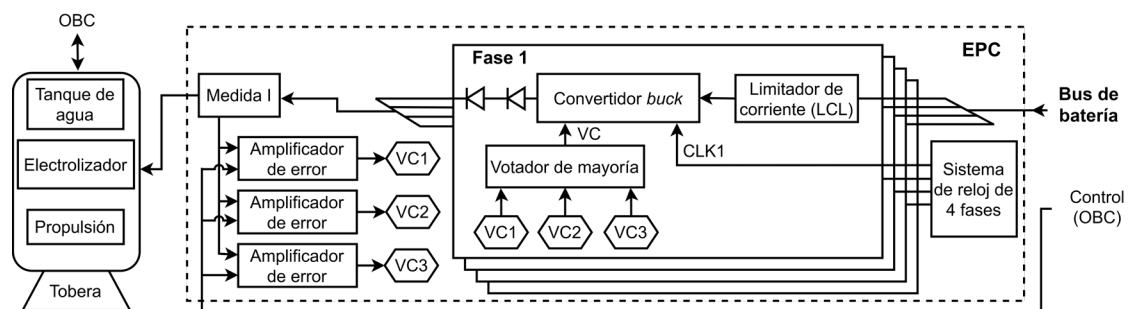 OBC
Tanque de
agua
Electrolizador
Propulsión
Tobera
Medida I
Amplificador
de error
VC1
Amplificador
de error
VC2
Amplificador
de error
VC3
Fase 1
EPC
Convertidor buck
Limitador de
corriente (LCL)
VC
CLK1
Votador de mayoría
VC1
VC2
VC3
Sistema
de reloj de
4 fases
Bus de
batería
Control
(OBC)